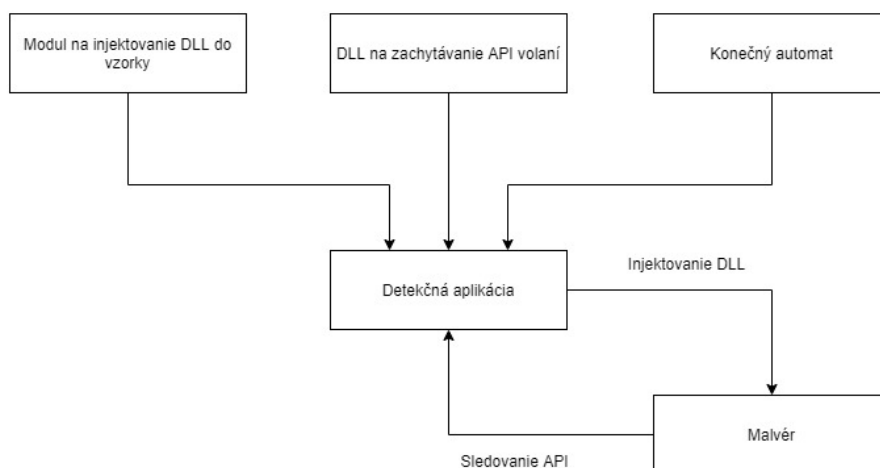 Modul na injektovanie DLL do
vzorky
DLL na zachytávanie API volaní
Konečný automat
Detekčná aplikácia
Injektovanie DLL
Malvér
Sledovanie API